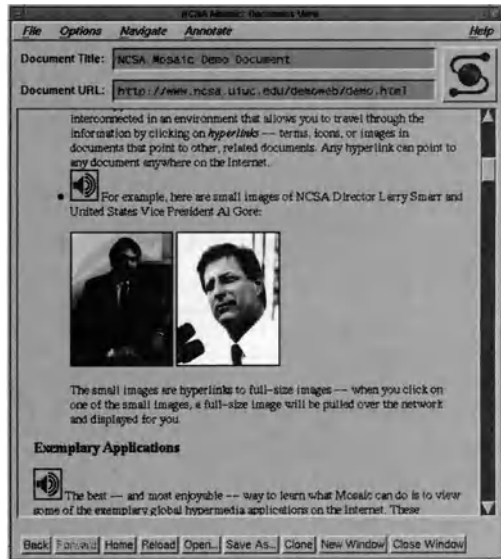 NCSA Mosaic: Document View
File Options Navigate Annotate Help
Document Title: NCSA Mosaic Demo Document
Document URL: http://www.ncsa.uiuc.edu/demoweb/demo.html
interconnected in an environment that allows you to travel through the
information by clicking on hyperlinks -- terms, icons, or images in
documents that point to other, related documents. Any hyperlink can point to
any document anywhere on the Internet.
• For example, here are small images of NCSA Director Larry Smarr and
United States Vice President Al Gore:
The small images are hyperlinks to full-size images -- when you click on
one of the small images, a full-size image will be pulled over the network
and displayed for you.
Exemplary Applications
The best -- and most enjoyable -- way to learn what Mosaic can do is to view
some of the exemplary global hypermedia applications on the Internet. These
Back Forward Home Reload Open... Save As... Clone New Window Close Window